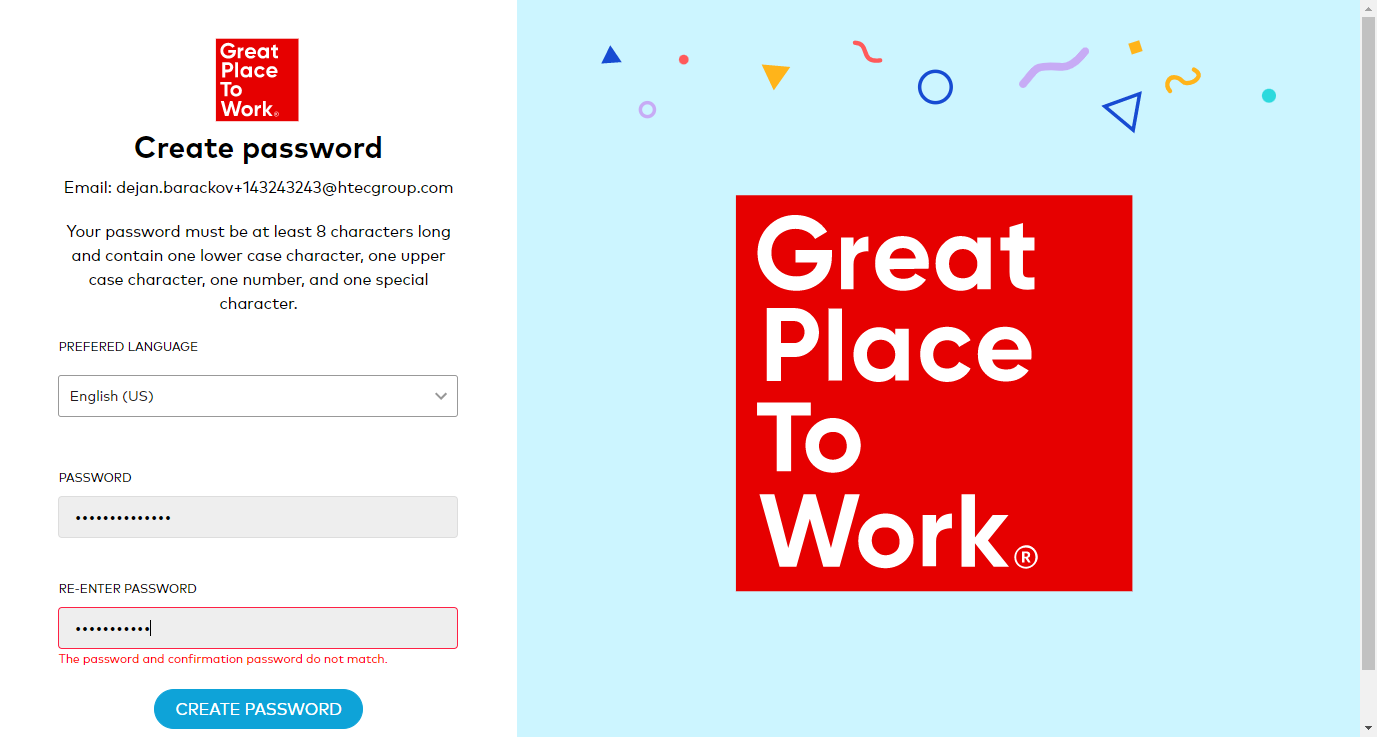 Great
Place
To
Work®
Create password
Email: dejan.barackov+143243243@htecgroup.com
Your password must be at least 8 characters long
and contain one lower case character, one upper
case character, one number, and one special
character.
PREFERED LANGUAGE
English (US)
PASSWORD
••••••••••••••
RE-ENTER PASSWORD
•••••••••••
The password and confirmation password do not match.
CREATE PASSWORD
Great
Place
To
Work®